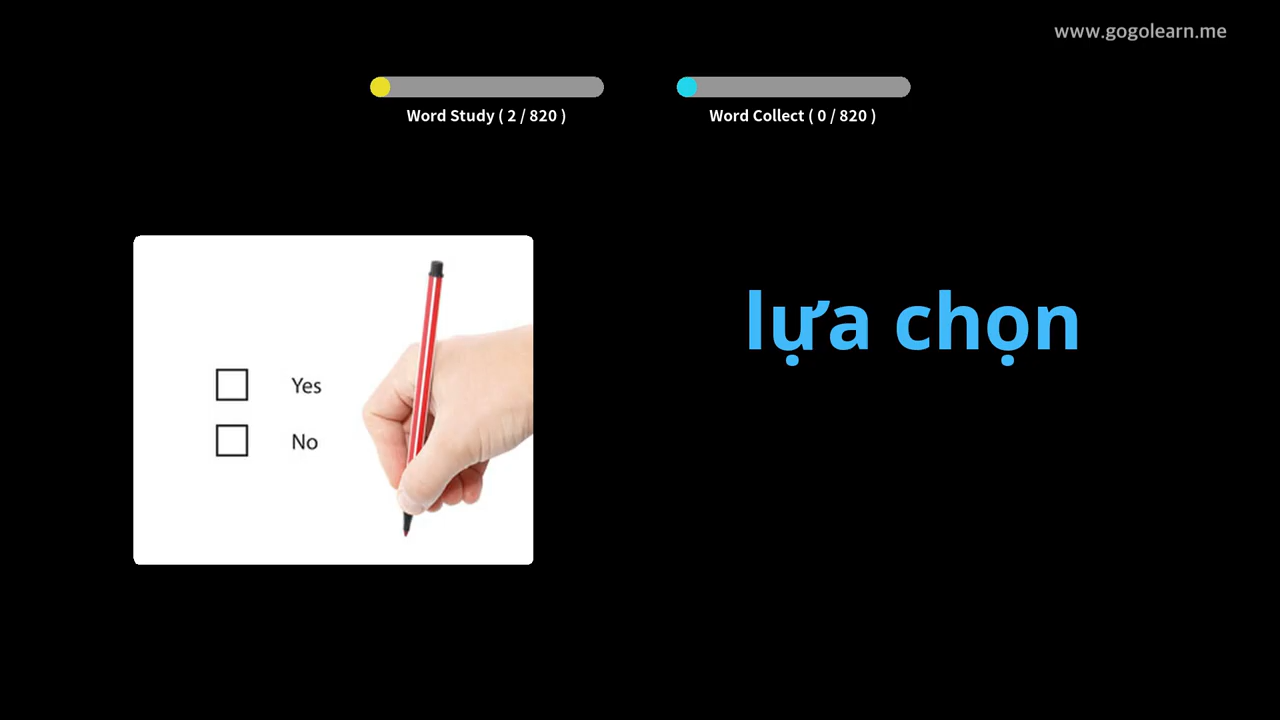 www.gogolearn.me
Word Study ( 2 / 820 )
Word Collect ( 0 / 820 )
lựa chọn
Yes
No